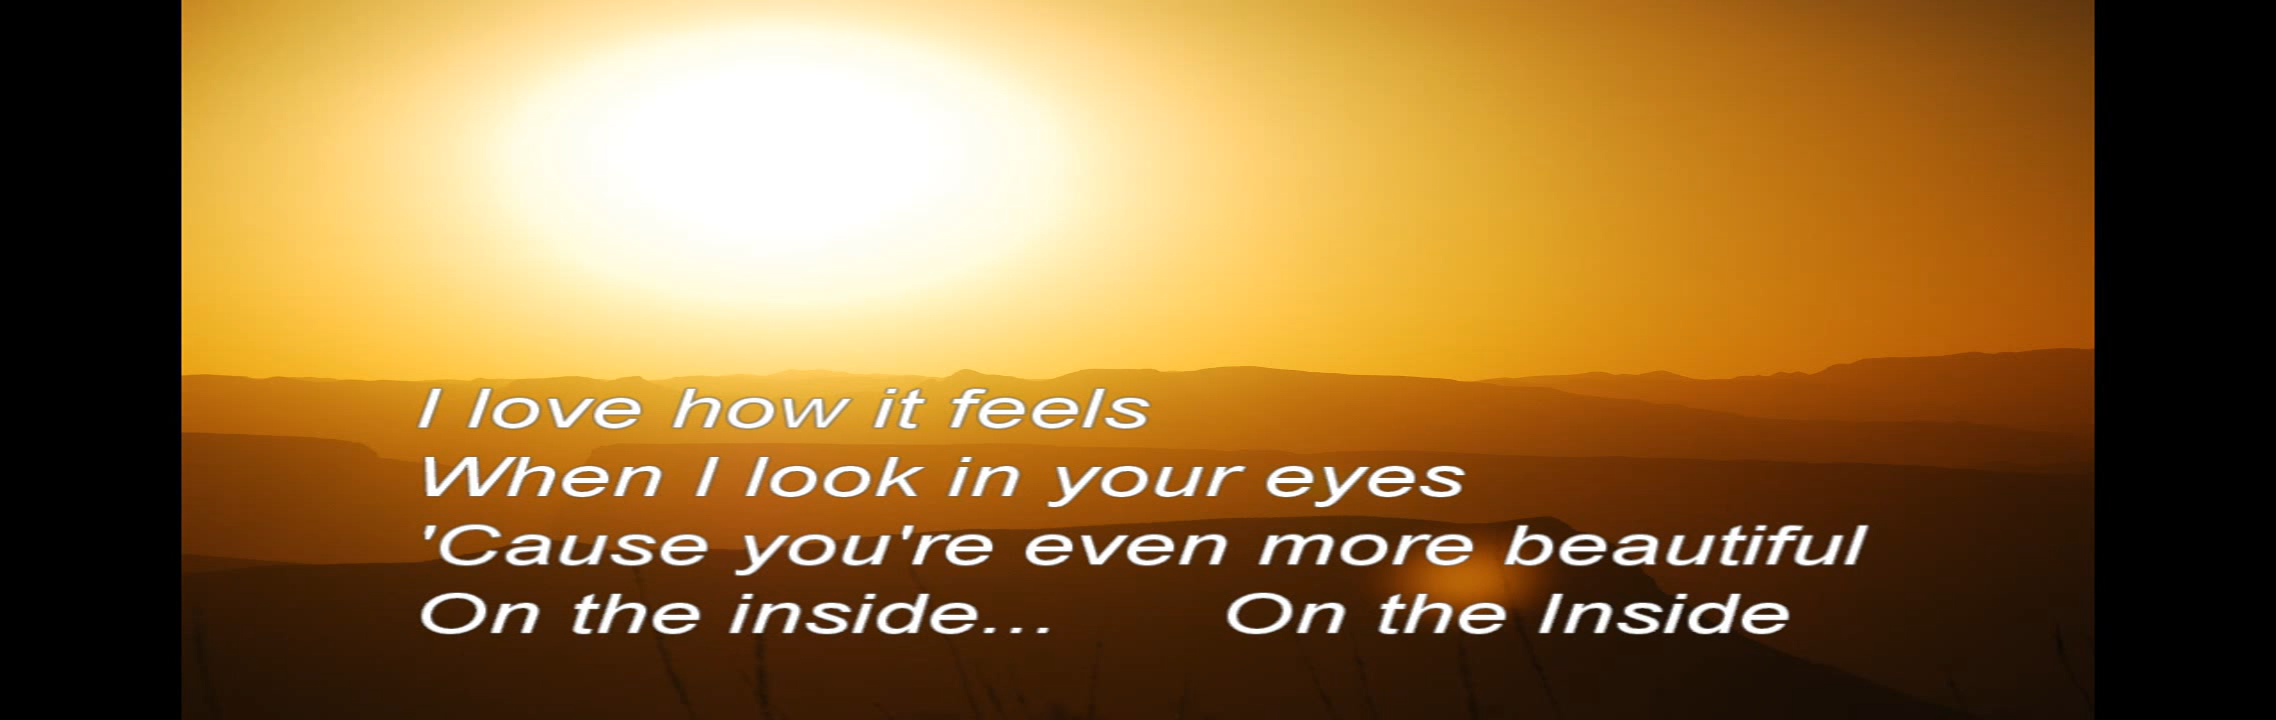 I love how it feels
When I look in your eyes
'Cause you're even more beautiful
On the inside... On the Inside